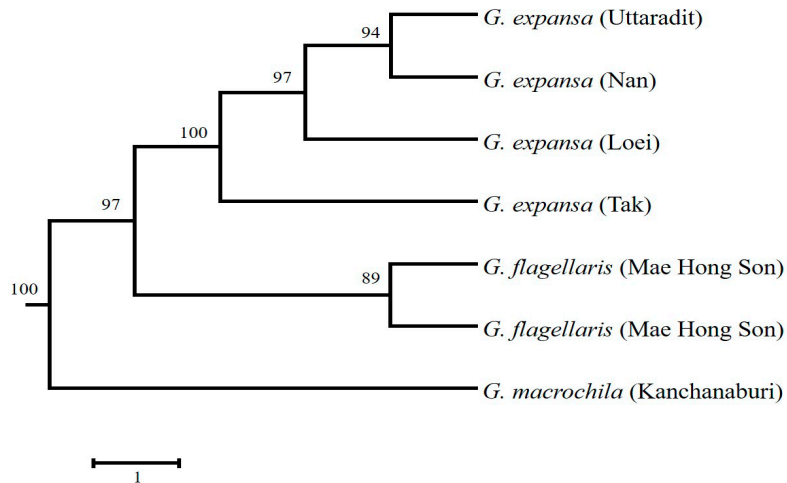 94
G. expansa (Uttaradit)
97
G. expansa (Nan)
100
G. expansa (Loei)
97
G. expansa (Tak)
89
G. flagellaris (Mae Hong Son)
100
G. flagellaris (Mae Hong Son)
G. macrochila (Kanchanaburi)
1